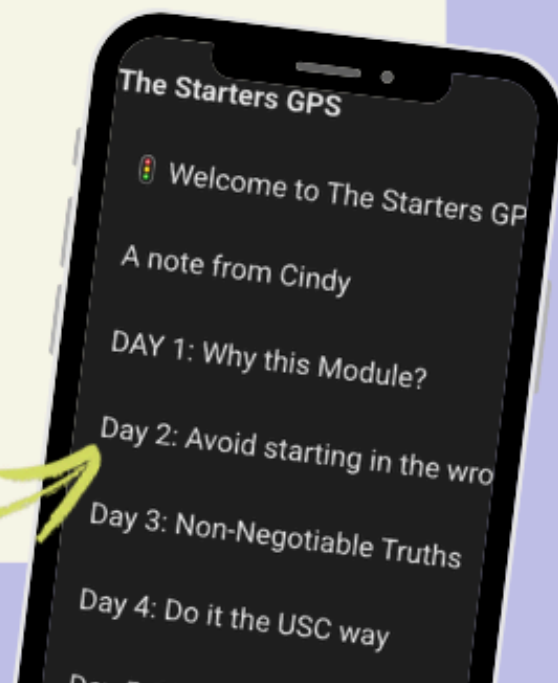 The Starters GPS
🚦 Welcome to The Starters GP
A note from Cindy
DAY 1: Why this Module?
Day 2: Avoid starting in the wro
Day 3: Non-Negotiable Truths
Day 4: Do it the USC way
Day